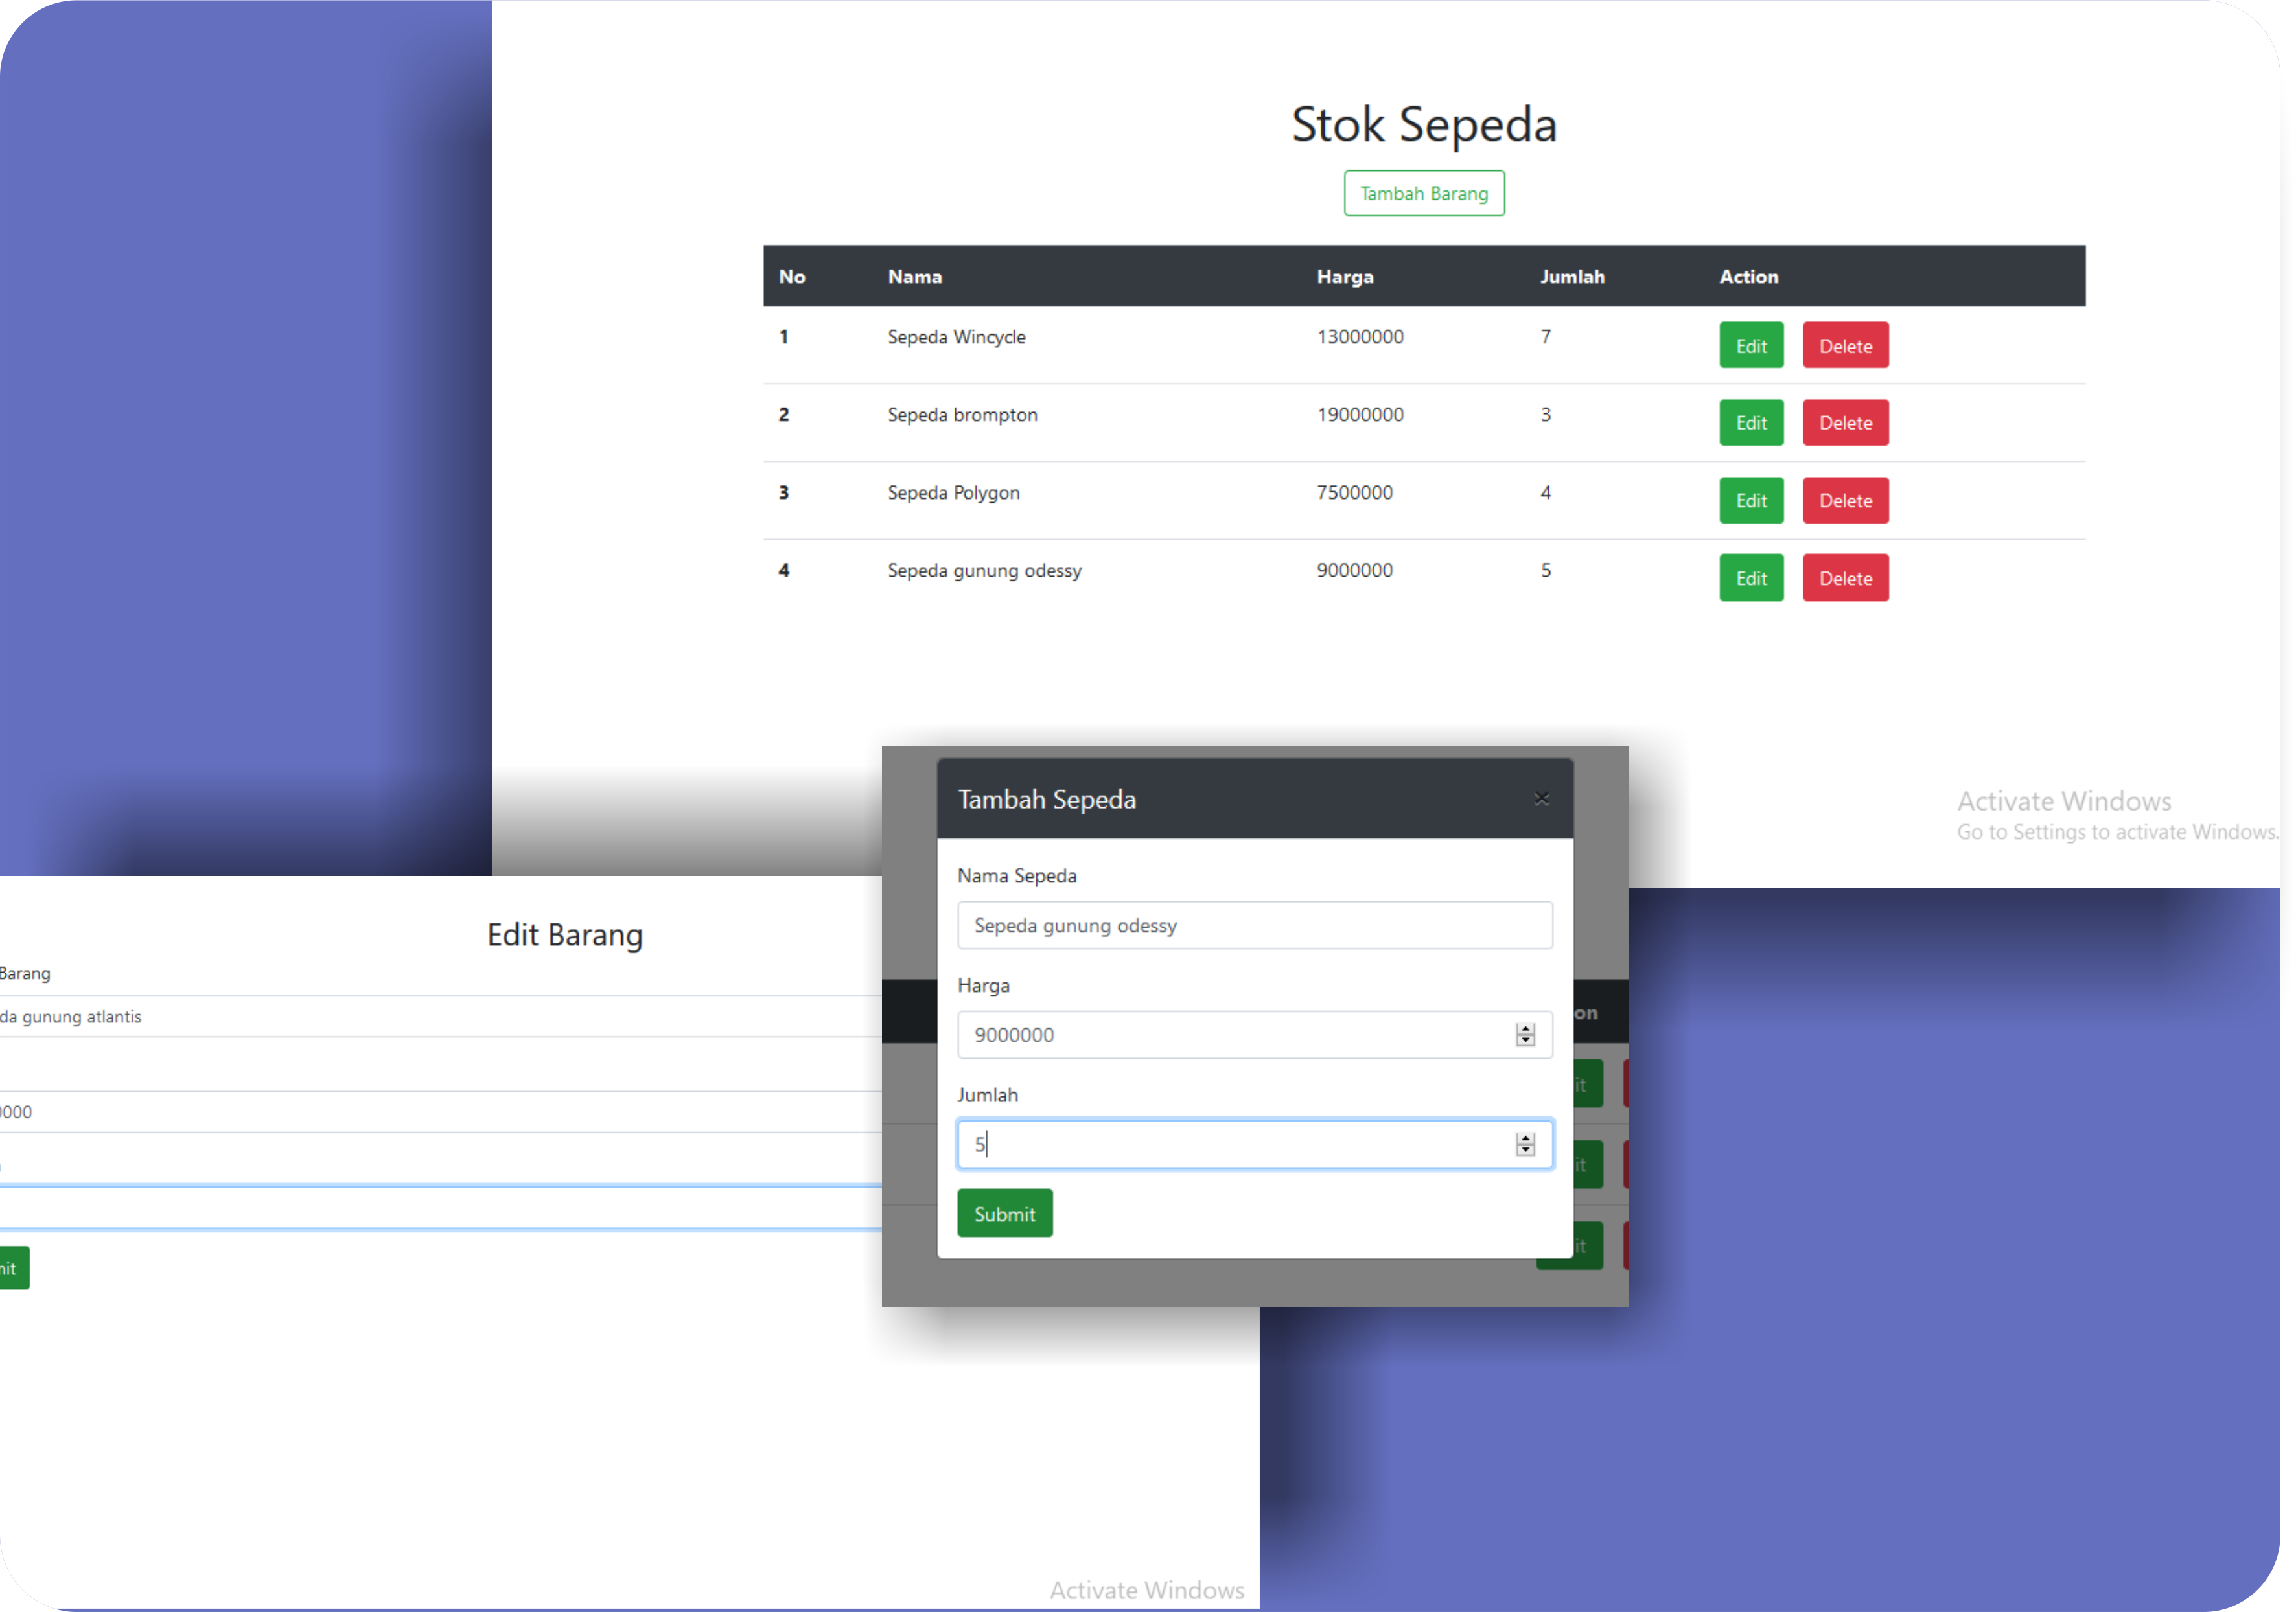 Stok Sepeda
Tambah Barang
No Nama Harga Jumlah Action
1 Sepeda Wincycle 13000000 7 Edit Delete
2 Sepeda brompton 19000000 3 Edit Delete
3 Sepeda Polygon 7500000 4 Edit Delete
4 Sepeda gunung odessy 9000000 5 Edit Delete
Activate Windows
Go to Settings to activate Windows.
Tambah Sepeda ×
Nama Sepeda
Sepeda gunung odessy
Harga
9000000
Jumlah
5
Submit
on
it
it
it
Edit Barang
Barang
da gunung atlantis
000
nit
Activate Windows